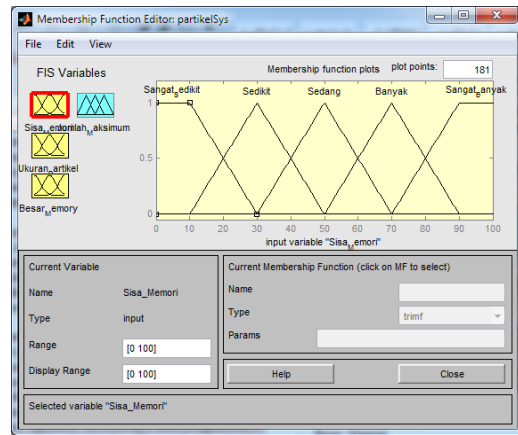 Membership Function Editor: partikelSys
File Edit View
FIS Variables
Membership function plots plot points: 181
Sangat_Sedikit Sedikit Sedang Banyak Sangat_Banyak
1
0.5
0
0 10 20 30 40 50 60 70 80 90 100
input variable "Sisa_Memori"
Sisa_Memori Jumlah_Maksimum
Ukuran_Partikel
Besar_Memory
Current Variable
Name Sisa_Memori
Type input
Range [0 100]
Display Range [0 100]
Current Membership Function (click on MF to select)
Name
Type trimf
Params
Help Close
Selected variable "Sisa_Memori"